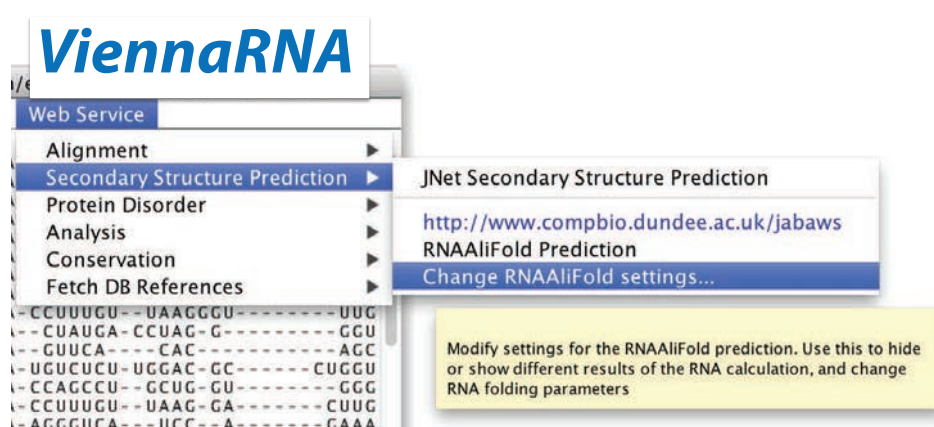 ViennaRNA
/e
Web Service
Alignment
Secondary Structure Prediction
Protein Disorder
Analysis
Conservation
Fetch DB References
JNet Secondary Structure Prediction
http://www.compbio.dundee.ac.uk/jabaws
RNAAliFold Prediction
Change RNAAliFold settings...
-CCUUUGU--UAAGGGU--------UUG
--CUAUGA-CCUAG-G---------GGU
--GUUCA----CAC-----------AGC
-UGUCUCU-UGGAC-GC------CUGGU
-CCAGCCU--GCUG-GU--------GGG
-CCUUUGU--UAAG-GA-------CUUG
-AGGGUCA---UCC--A-------GAAA
Modify settings for the RNAAliFold prediction. Use this to hide
or show different results of the RNA calculation, and change
RNA folding parameters